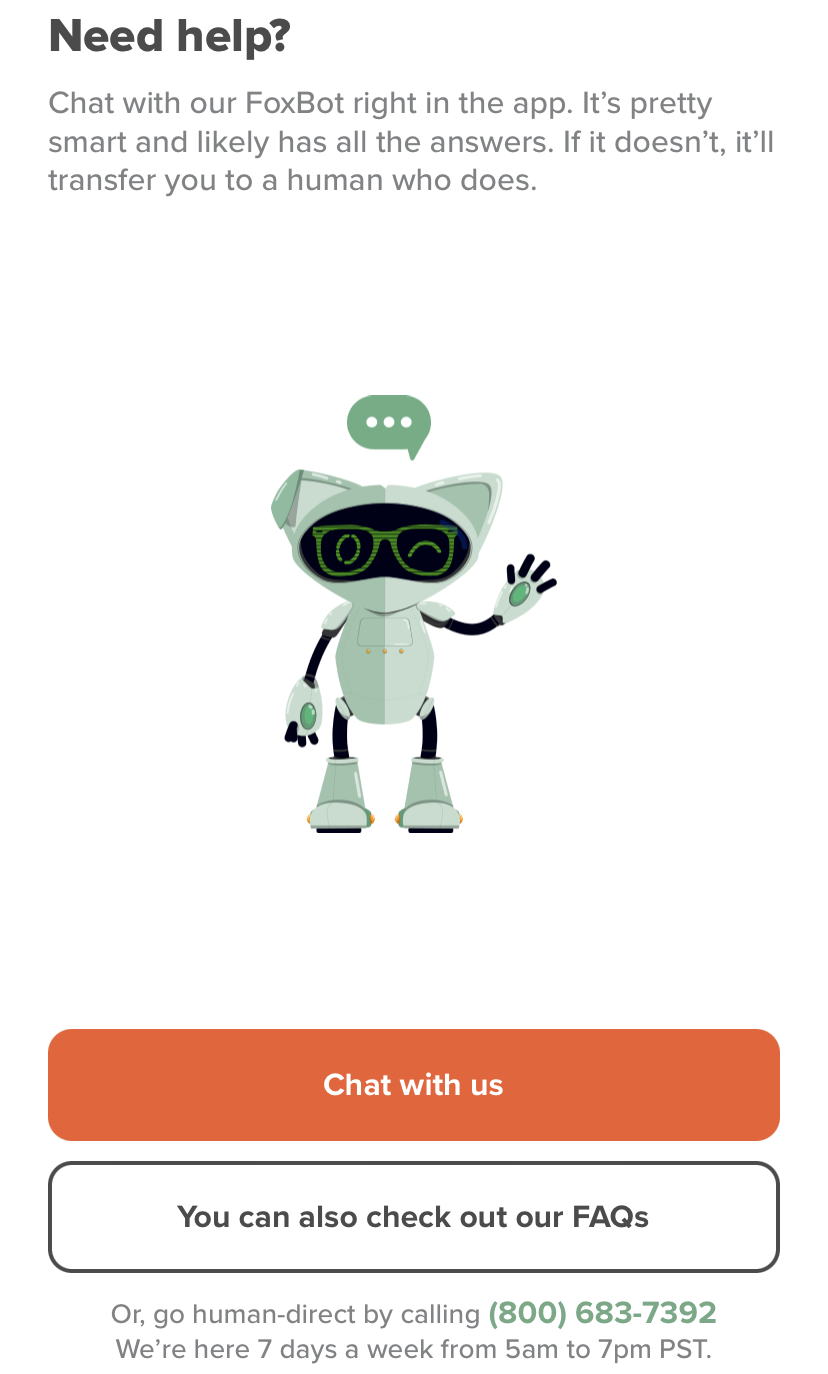 Need help?
Chat with our FoxBot right in the app. It’s pretty
smart and likely has all the answers. If it doesn’t, it’ll
transfer you to a human who does.
Chat with us
You can also check out our FAQs
Or, go human-direct by calling (800) 683-7392
We’re here 7 days a week from 5am to 7pm PST.